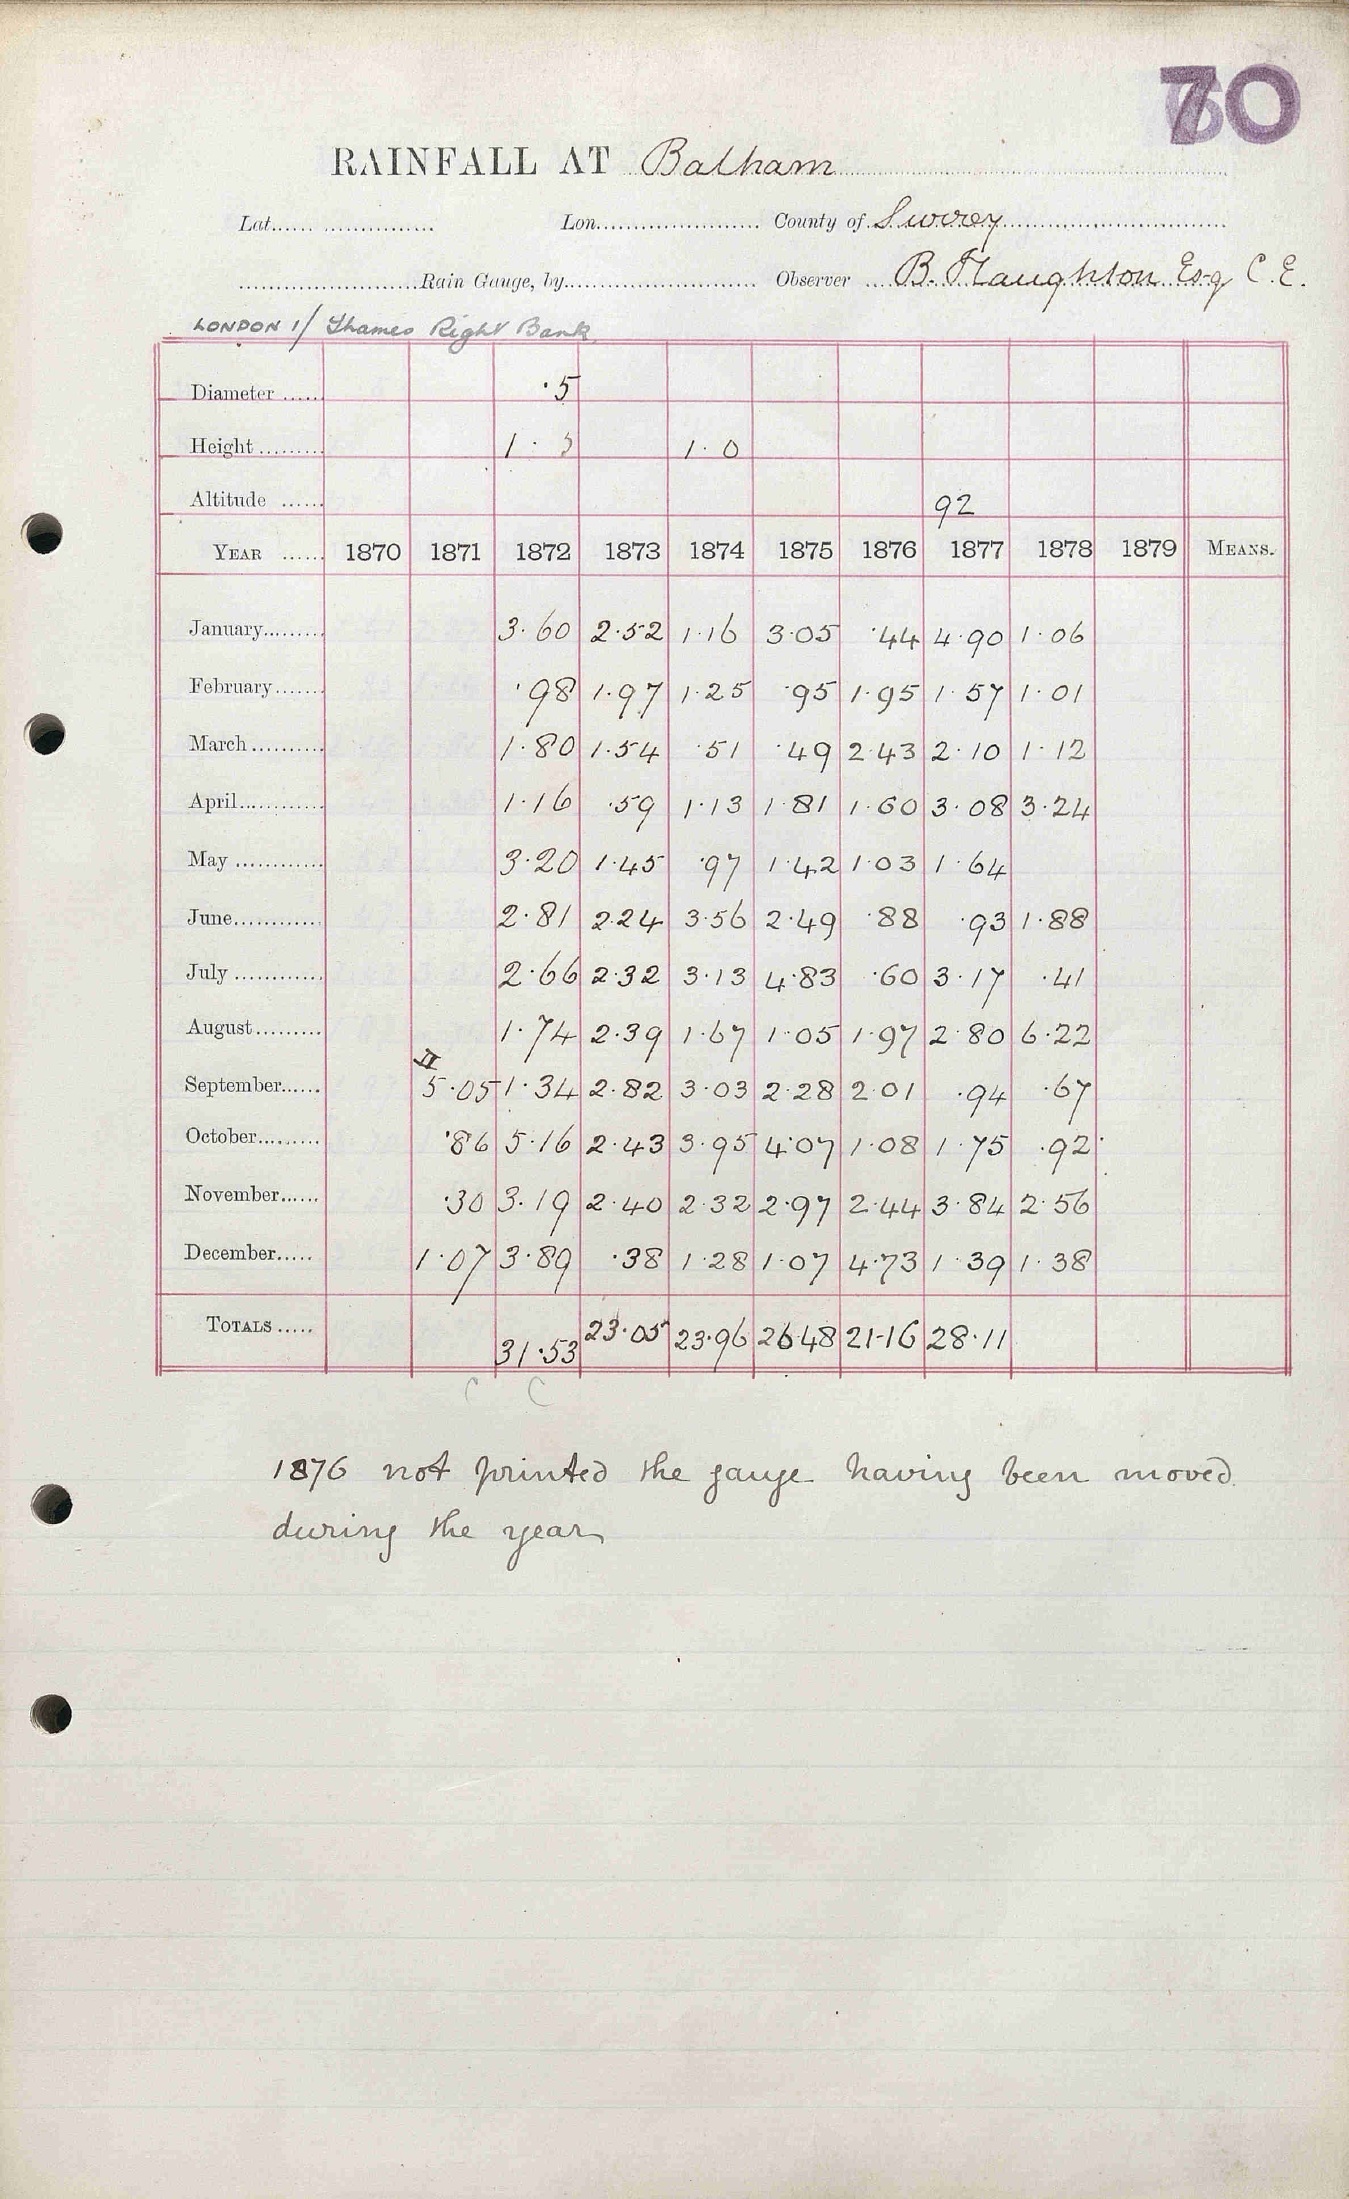 70
RAINFALL AT Balham
Lat. Lon. County of Surrey
Rain Gauge, by Observer B. Haughton Esq C.E.
LONDON 1/ Thames Right Bank
Diameter ·5
Height 1· 1·0
Altitude 92
YEAR 1870 1871 1872 1873 1874 1875 1876 1877 1878 1879 MEANS.
January 3·60 2·52 1·16 3·05 ·44 4·90 1·06
February ·98 1·97 1·25 ·95 1·95 1·57 1·01
March 1·80 1·54 ·51 ·49 2·43 2·10 1·12
April 1·16 ·59 1·13 1·81 1·60 3·08 3·24
May 3·20 1·45 ·97 1·42 1·03 1·64
June 2·81 2·24 3·56 2·49 ·88 ·93 1·88
July 2·66 2·32 3·13 4·83 ·60 3·17 ·41
August 1·74 2·39 1·67 1·05 1·97 2·80 6·22
II
September 5·05 1·34 2·82 3·03 2·28 2·01 ·94 ·67
October ·86 5·16 2·43 3·95 4·07 1·08 1·75 ·92
November ·30 3·19 2·40 2·32 2·97 2·44 3·84 2·56
December 1·07 3·89 ·38 1·28 1·07 4·73 1·39 1·38
TOTALS 31·53 23·05 23·96 26·48 21·16 28·11
C C
1876 not printed the gauge having been moved
during the year